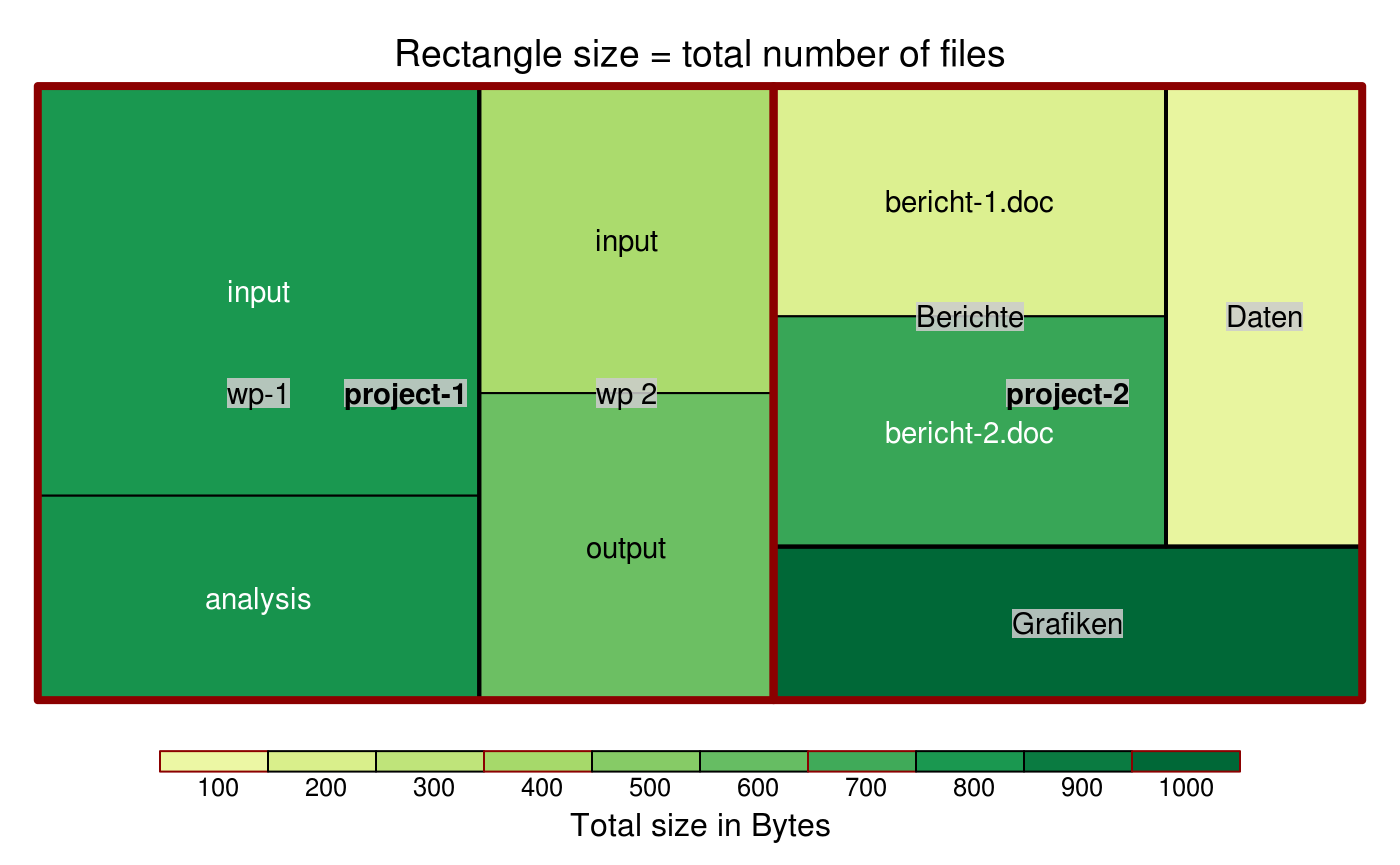 Rectangle size = total number of files
input
wp-1
project-1
analysis
input
wp 2
output
bericht-1.doc
Berichte
project-2
bericht-2.doc
Daten
Grafiken
100 200 300 400 500 600 700 800 900 1000
Total size in Bytes